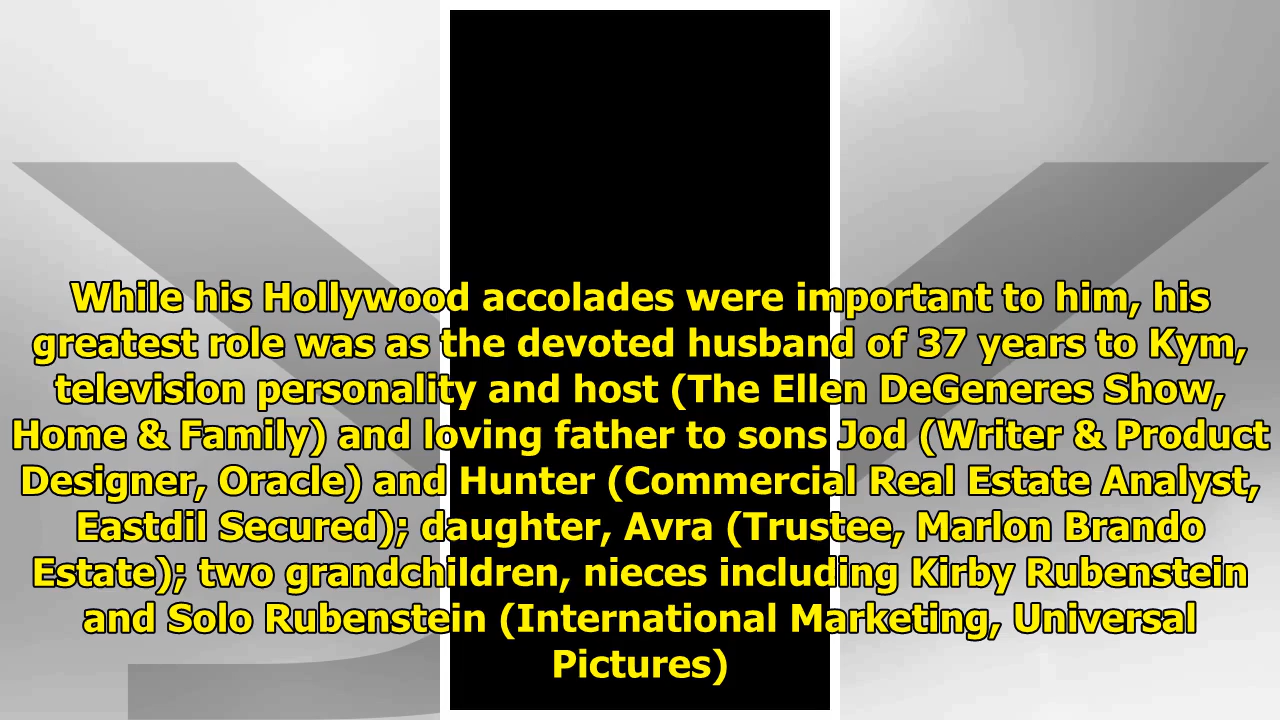 While his Hollywood accolades were important to him, his
greatest role was as the devoted husband of 37 years to Kym,
television personality and host (The Ellen DeGeneres Show,
Home & Family) and loving father to sons Jod (Writer & Product
Designer, Oracle) and Hunter (Commercial Real Estate Analyst,
Eastdil Secured); daughter, Avra (Trustee, Marlon Brando
Estate); two grandchildren, nieces including Kirby Rubenstein
and Solo Rubenstein (International Marketing, Universal
Pictures)